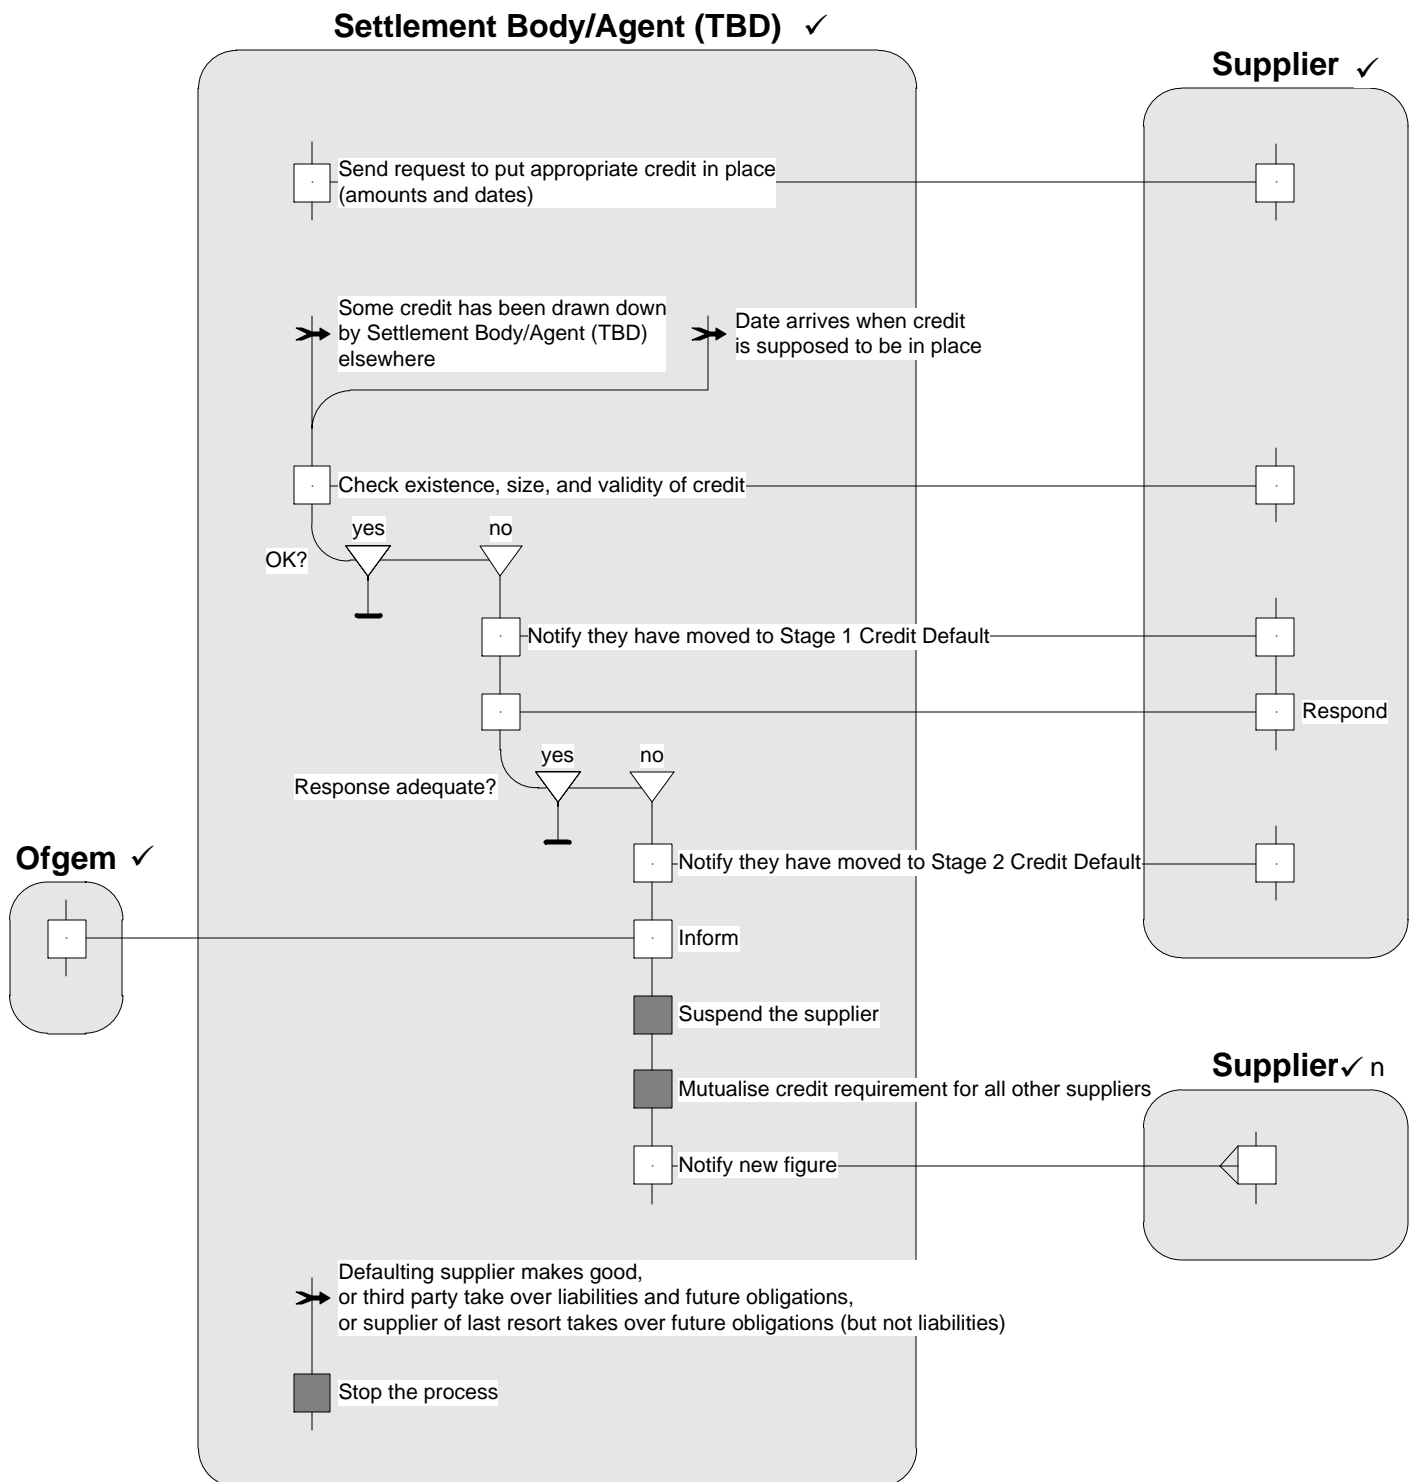 Settlement Body/Agent (TBD) ✓
Supplier ✓
Send request to put appropriate credit in place
(amounts and dates)
Some credit has been drawn down
by Settlement Body/Agent (TBD)
elsewhere
Date arrives when credit
is supposed to be in place
Check existence, size, and validity of credit
yes
no
OK?
Notify they have moved to Stage 1 Credit Default
Respond
yes
no
Response adequate?
Ofgem ✓
Notify they have moved to Stage 2 Credit Default
Inform
Suspend the supplier
Supplier ✓ n
Mutualise credit requirement for all other suppliers
Notify new figure
Defaulting supplier makes good,
or third party take over liabilities and future obligations,
or supplier of last resort takes over future obligations (but not liabilities)
Stop the process